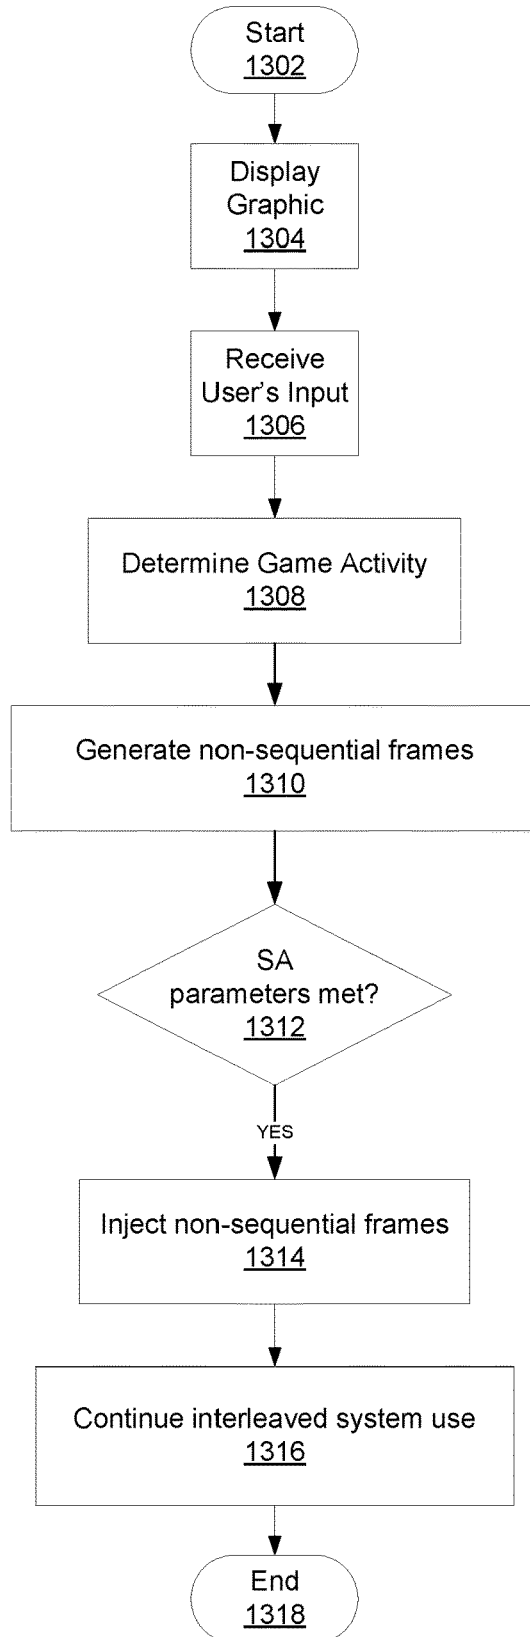 Start
1302
Display
Graphic
1304
Receive
User's Input
1306
Determine Game Activity
1308
Generate non-sequential frames
1310
SA
parameters met?
1312
YES
Inject non-sequential frames
1314
Continue interleaved system use
1316
End
1318